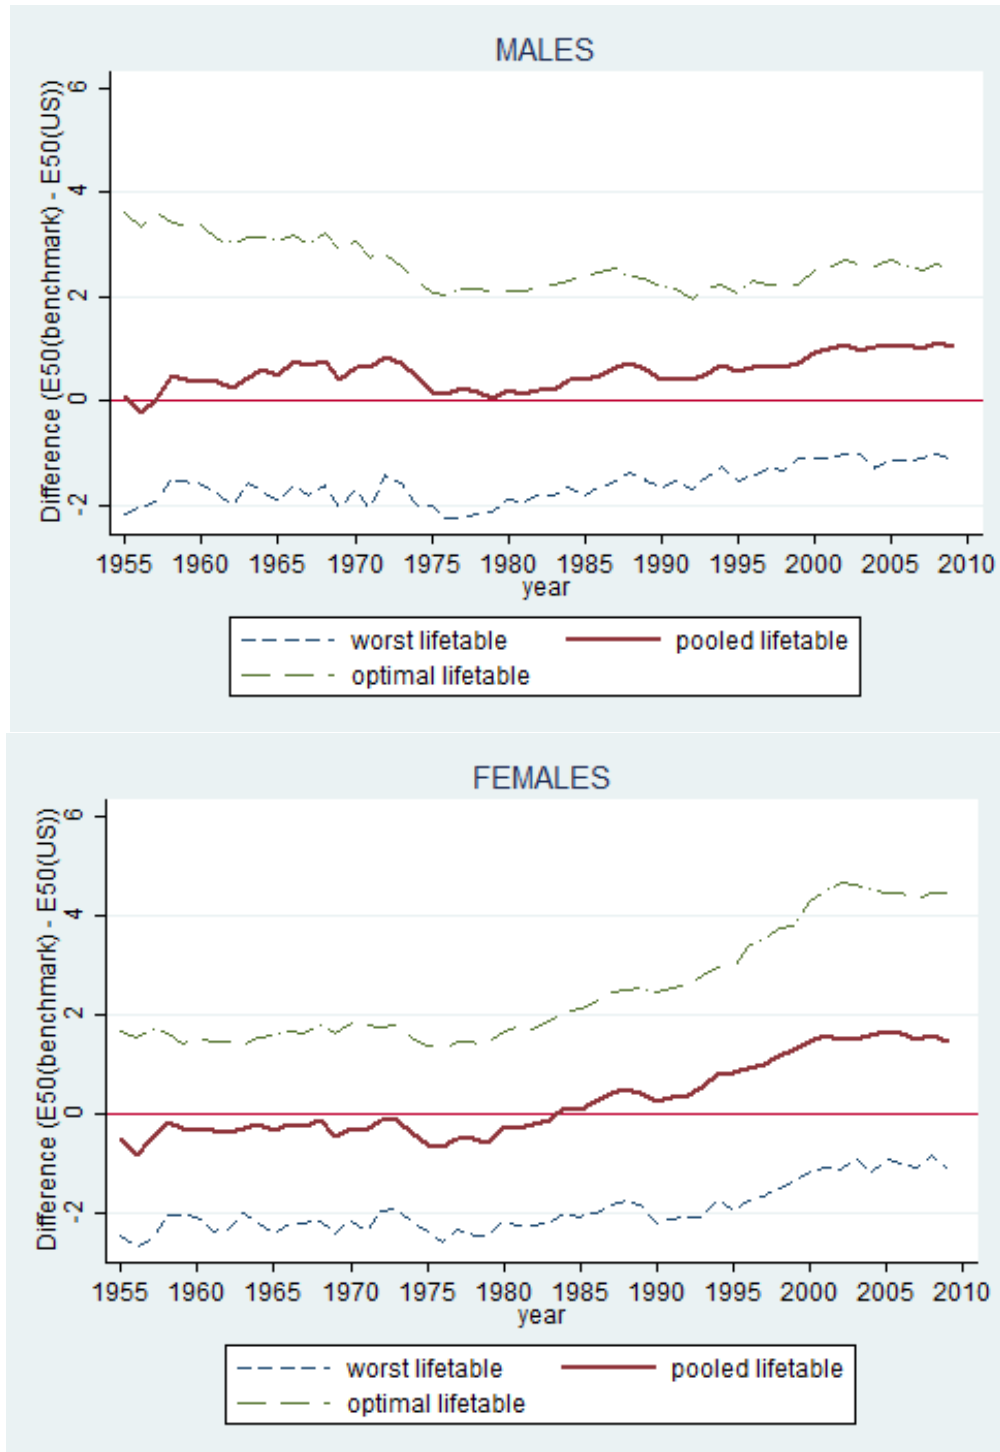 MALES
Difference (E50(benchmark) - E50(US))
6
4
2
0
-2
1955 1960 1965 1970 1975 1980 1985 1990 1995 2000 2005 2010
year
worst lifetable pooled lifetable
optimal lifetable
FEMALES
Difference (E50(benchmark) - E50(US))
6
4
2
0
-2
1955 1960 1965 1970 1975 1980 1985 1990 1995 2000 2005 2010
year
worst lifetable pooled lifetable
optimal lifetable